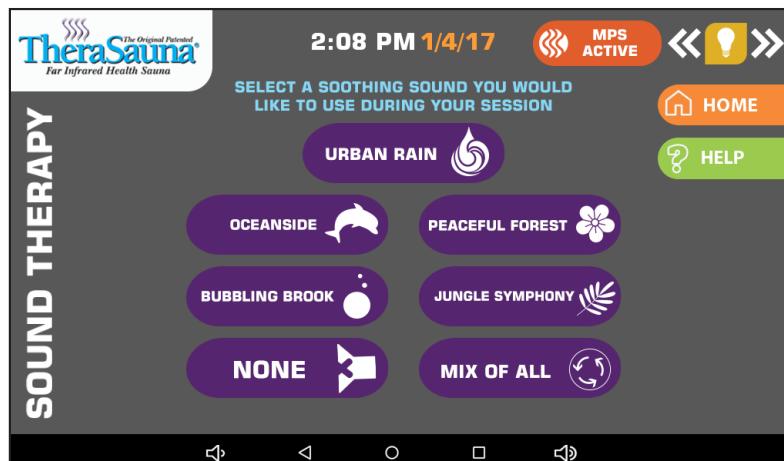 The Original Patented
TheraSauna®
Far Infrared Health Sauna
2:08 PM 1/4/17
MPS
ACTIVE
SELECT A SOOTHING SOUND YOU WOULD
LIKE TO USE DURING YOUR SESSION
HOME
HELP
SOUND THERAPY
URBAN RAIN
OCEANSIDE
PEACEFUL FOREST
BUBBLING BROOK
JUNGLE SYMPHONY
NONE
MIX OF ALL